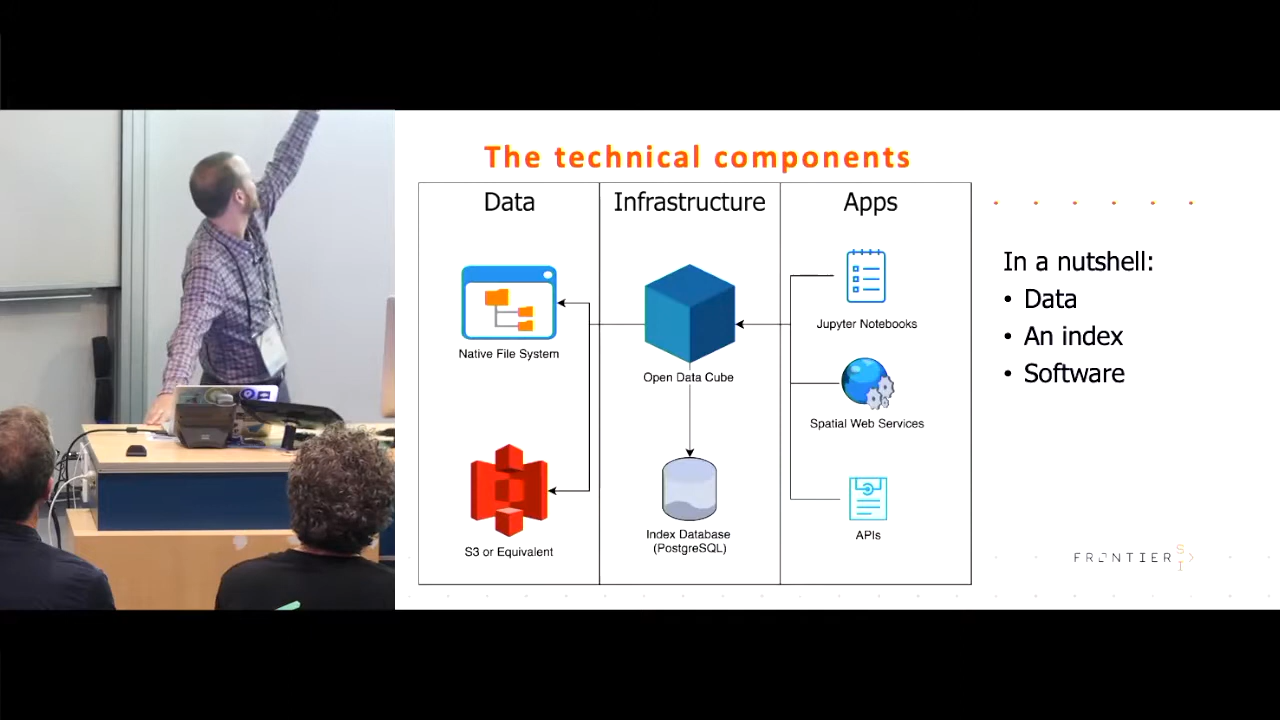 The technical components
Data
Infrastructure
Apps
Native File System
S3 or Equivalent
Open Data Cube
Index Database
(PostgreSQL)
Jupyter Notebooks
Spatial Web Services
APIs
In a nutshell:
• Data
• An index
• Software
FRONTIER SI